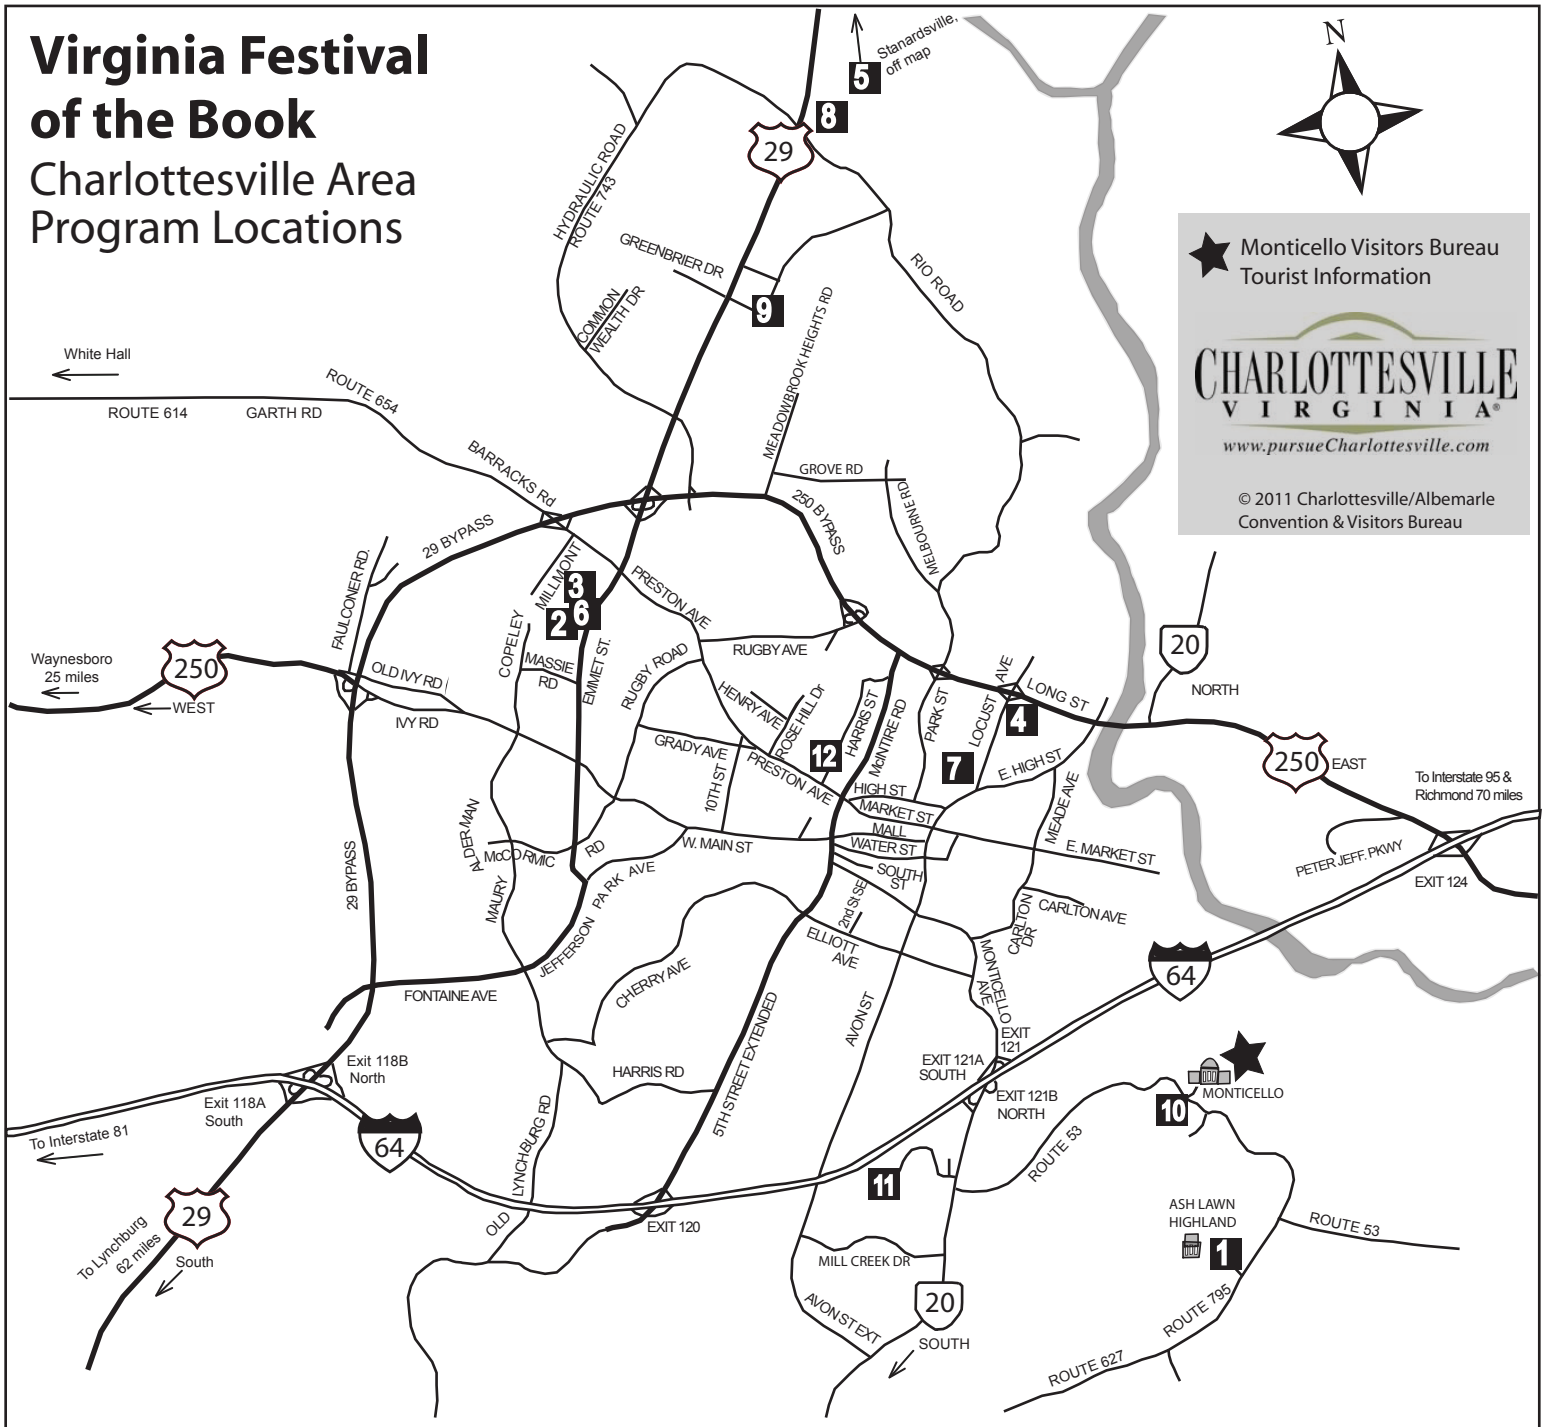 Virginia Festival
of the Book
Charlottesville Area
Program Locations
Stanardsville,
off map
5
8
29
N
HYDRAULIC ROAD
ROUTE 743
GREENBRIER DR
COMMON
WEALTH DR
9
RIO ROAD
MEADOWBROOK HEIGHTS RD
Monticello Visitors Bureau
Tourist Information
CHARLOTTESVILLE
VIRGINIA®
www.pursueCharlottesville.com
© 2011 Charlottesville/Albemarle
Convention & Visitors Bureau
White Hall
ROUTE 614
GARTH RD
ROUTE 654
BARRACKS Rd
GROVE RD
MELBOURNE RD
250 BYPASS
29 BYPASS
FAULCONER RD.
MILLMONT
3
6
2
PRESTON AVE
COPELEY
MASSIE
RD
EMMET ST.
RUGBY ROAD
RUGBY AVE
Waynesboro
25 miles
250
WEST
OLD IVY RD
IVY RD
HENRY AVE
ROSE HILL Dr
HARRIS ST
McINTIRE RD
PARK ST
LOCUST
AVE
LONG ST
4
20
NORTH
GRADY AVE
10TH ST
PRESTON AVE
12
7
E. HIGH ST
HIGH ST
MARKET ST
MALL
WATER ST
SOUTH
ST
MEADE AVE
E. MARKET ST
250
EAST
To Interstate 95 &
Richmond 70 miles
PETER JEFF. PKWY
EXIT 124
29 BYPASS
ALDERMAN
McCORMIC
RD
W. MAIN ST
MAURY
JEFFERSON PARK AVE
2nd St SE
ELLIOTT
AVE
CARLTON AVE
CARLTON
DR
MONTICELLO
AVE
FONTAINE AVE
CHERRY AVE
AVON ST
64
5TH STREET EXTENDED
HARRIS RD
Exit 118B
North
Exit 118A
South
EXIT
121
EXIT 121A
SOUTH
EXIT 121B
NORTH
MONTICELLO
10
ROUTE 53
To Interstate 81
64
OLD LYNCHBURG RD
11
29
To Lynchburg
62 miles
South
EXIT 120
ASH LAWN
HIGHLAND
1
ROUTE 53
MILL CREEK DR
20
SOUTH
AVON ST EXT
ROUTE 795
ROUTE 627